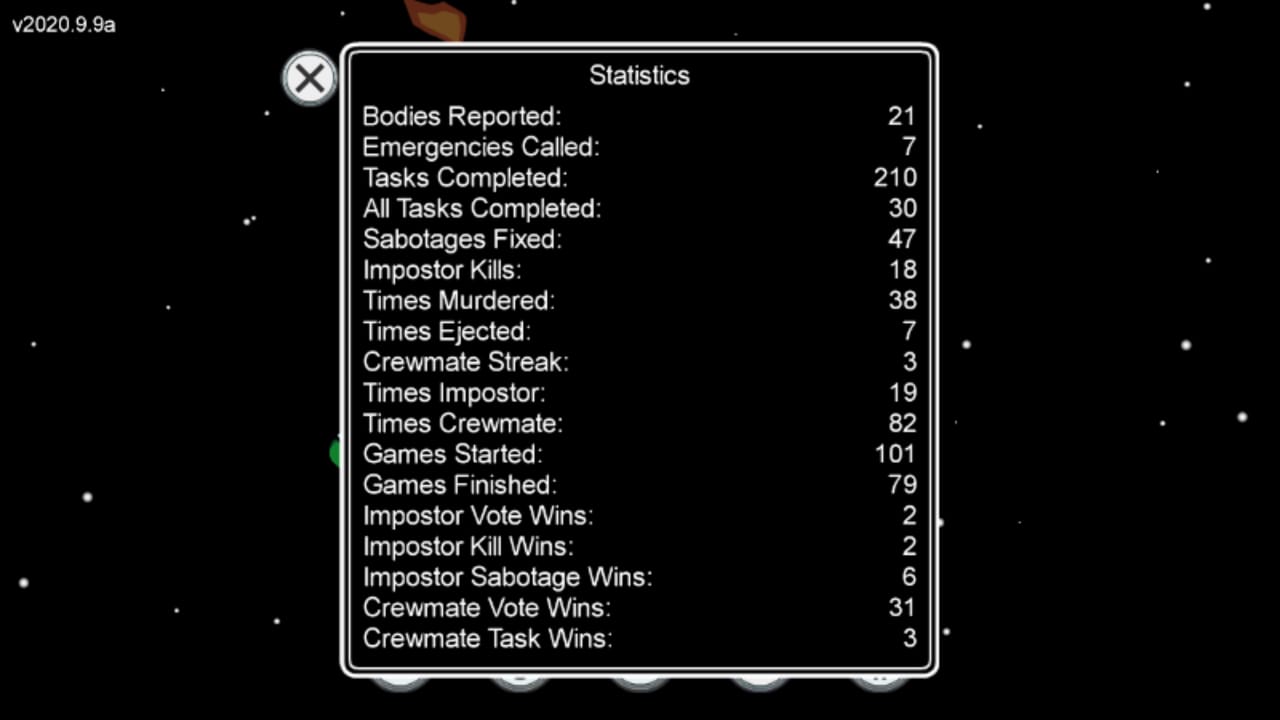 v2020.9.9a
Statistics
Bodies Reported: 21
Emergencies Called: 7
Tasks Completed: 210
All Tasks Completed: 30
Sabotages Fixed: 47
Impostor Kills: 18
Times Murdered: 38
Times Ejected: 7
Crewmate Streak: 3
Times Impostor: 19
Times Crewmate: 82
Games Started: 101
Games Finished: 79
Impostor Vote Wins: 2
Impostor Kill Wins: 2
Impostor Sabotage Wins: 6
Crewmate Vote Wins: 31
Crewmate Task Wins: 3